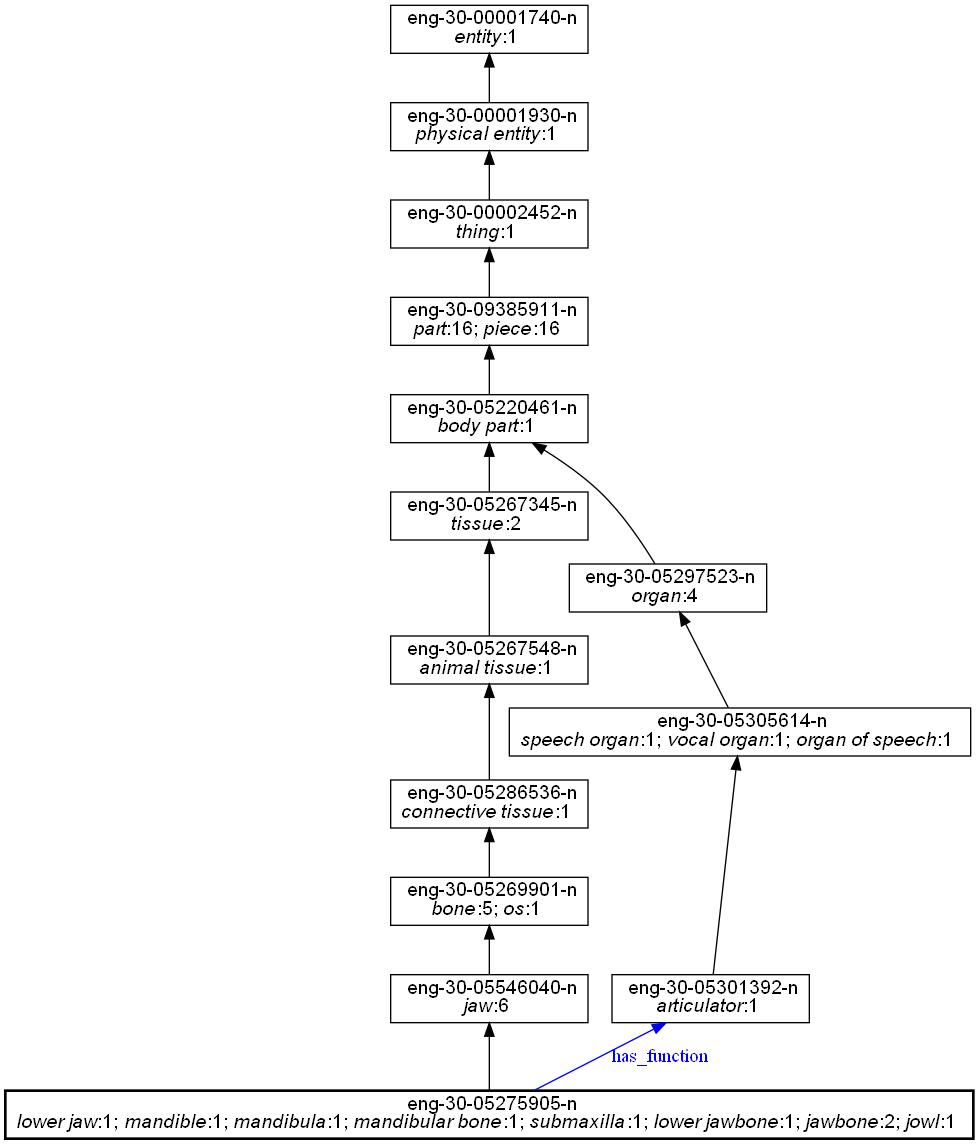 eng-30-00001740-n
entity:1
eng-30-00001930-n
physical entity:1
eng-30-00002452-n
thing:1
eng-30-09385911-n
part:16; piece:16
eng-30-05220461-n
body part:1
eng-30-05267345-n
tissue:2
eng-30-05297523-n
organ:4
eng-30-05267548-n
animal tissue:1
eng-30-05305614-n
speech organ:1; vocal organ:1; organ of speech:1
eng-30-05286536-n
connective tissue:1
eng-30-05269901-n
bone:5; os:1
eng-30-05546040-n
jaw:6
eng-30-05301392-n
articulator:1
has_function
eng-30-05275905-n
lower jaw:1; mandible:1; mandibula:1; mandibular bone:1; submaxilla:1; lower jawbone:1; jawbone:2; jowl:1